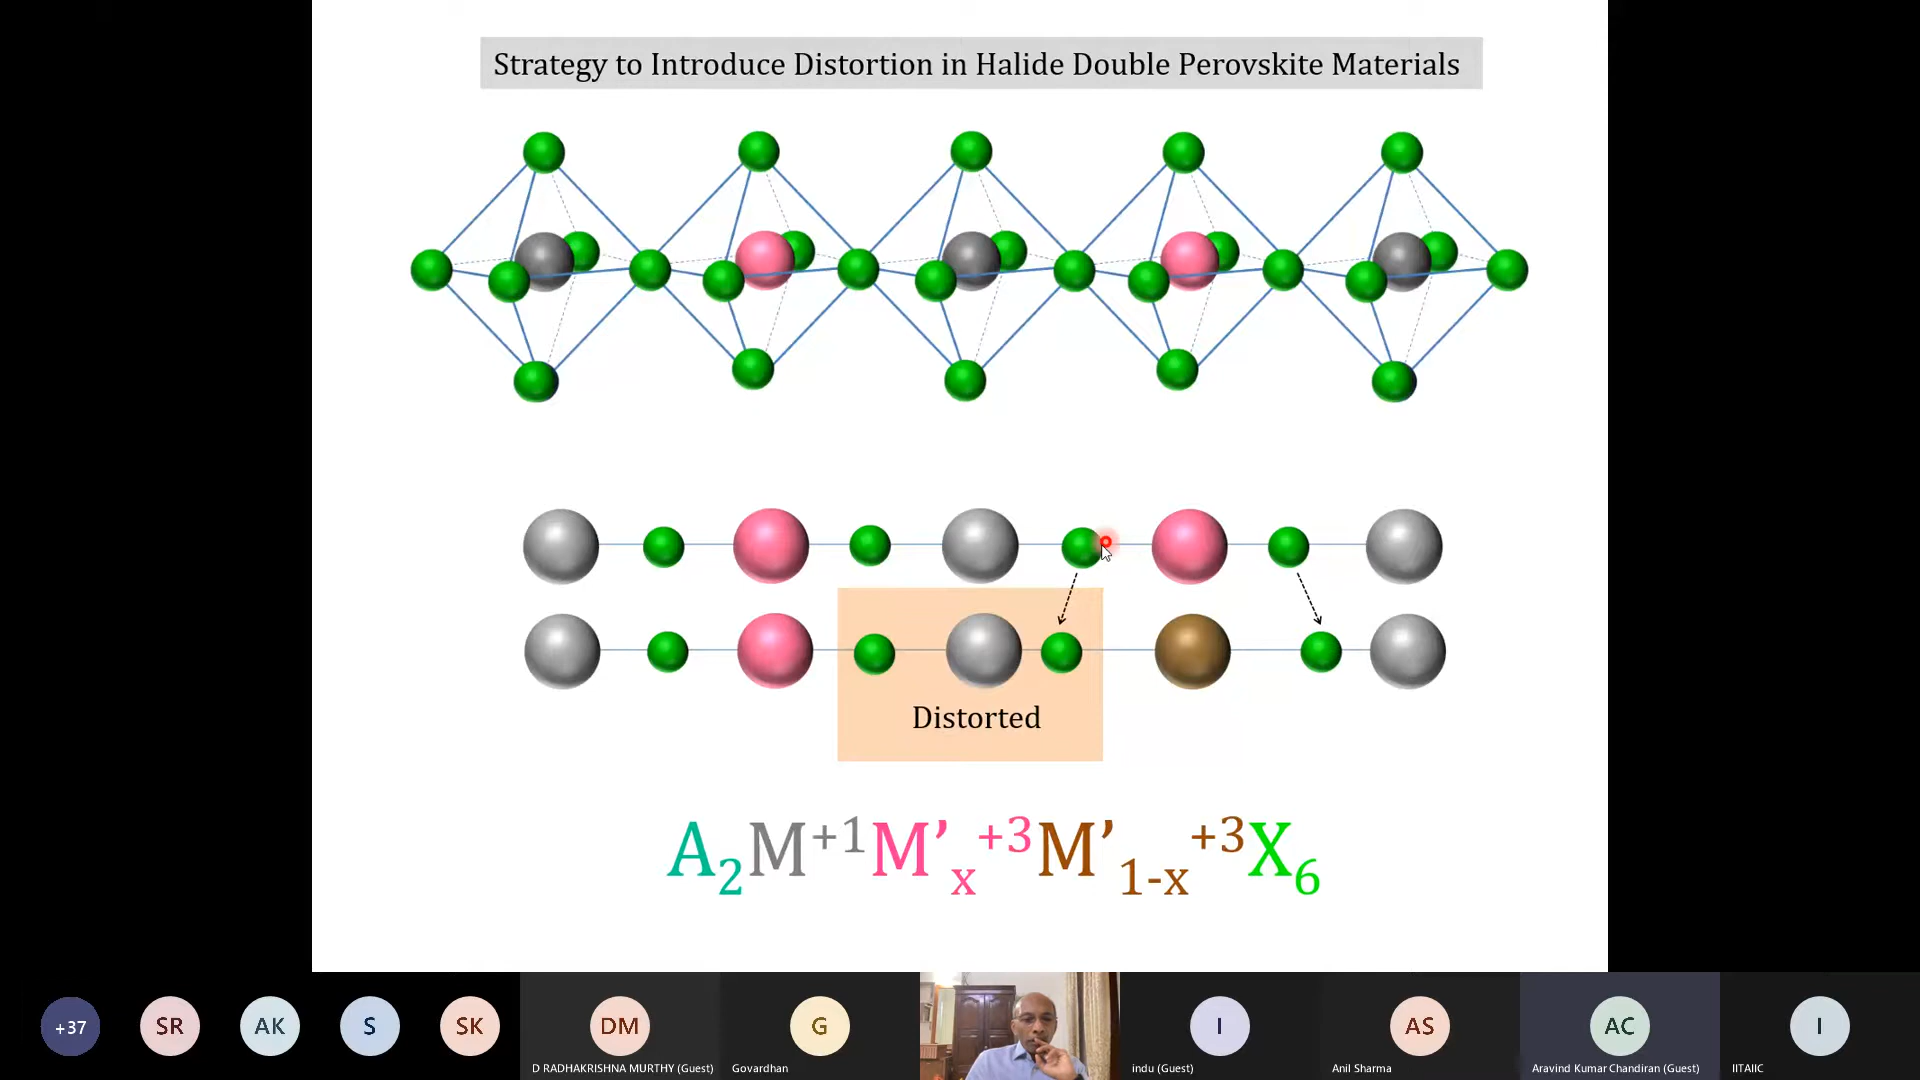 Strategy to Introduce Distortion in Halide Double Perovskite Materials
Distorted
A₂M⁺¹M’ₓ⁺³M’₁₋ₓ⁺³X₆
+37
SR
AK
S
SK
DM
D RADHAKRISHNA MURTHY (Guest)
G
Govardhan
I
indu (Guest)
AS
Anil Sharma
AC
Aravind Kumar Chandiran (Guest)
I
IITAIIC